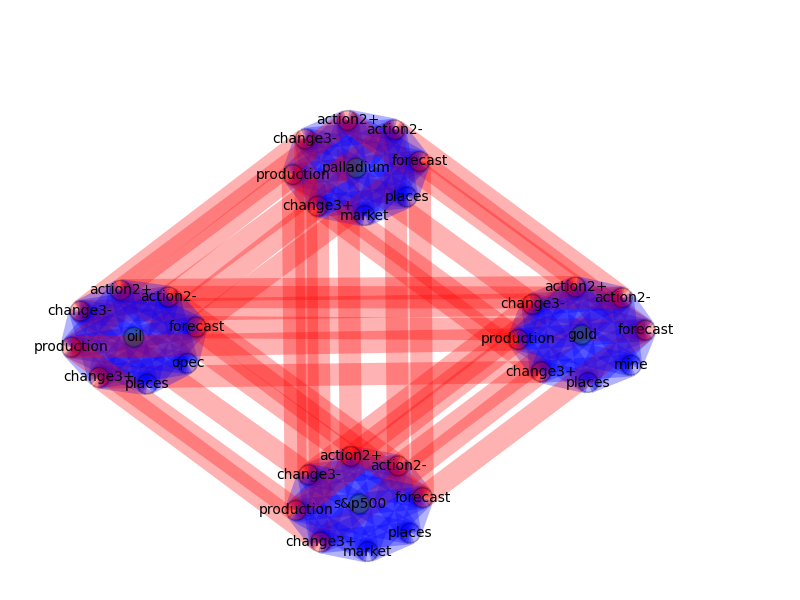 action2+
action2-
change3-
forecast
palladium
production
places
change3+
market
action2+
action2-
change3-
forecast
oil
production
opec
change3+
places
action2+
action2-
change3-
forecast
gold
production
mine
change3+
places
action2+
action2-
change3-
forecast
s&p500
production
places
change3+
market